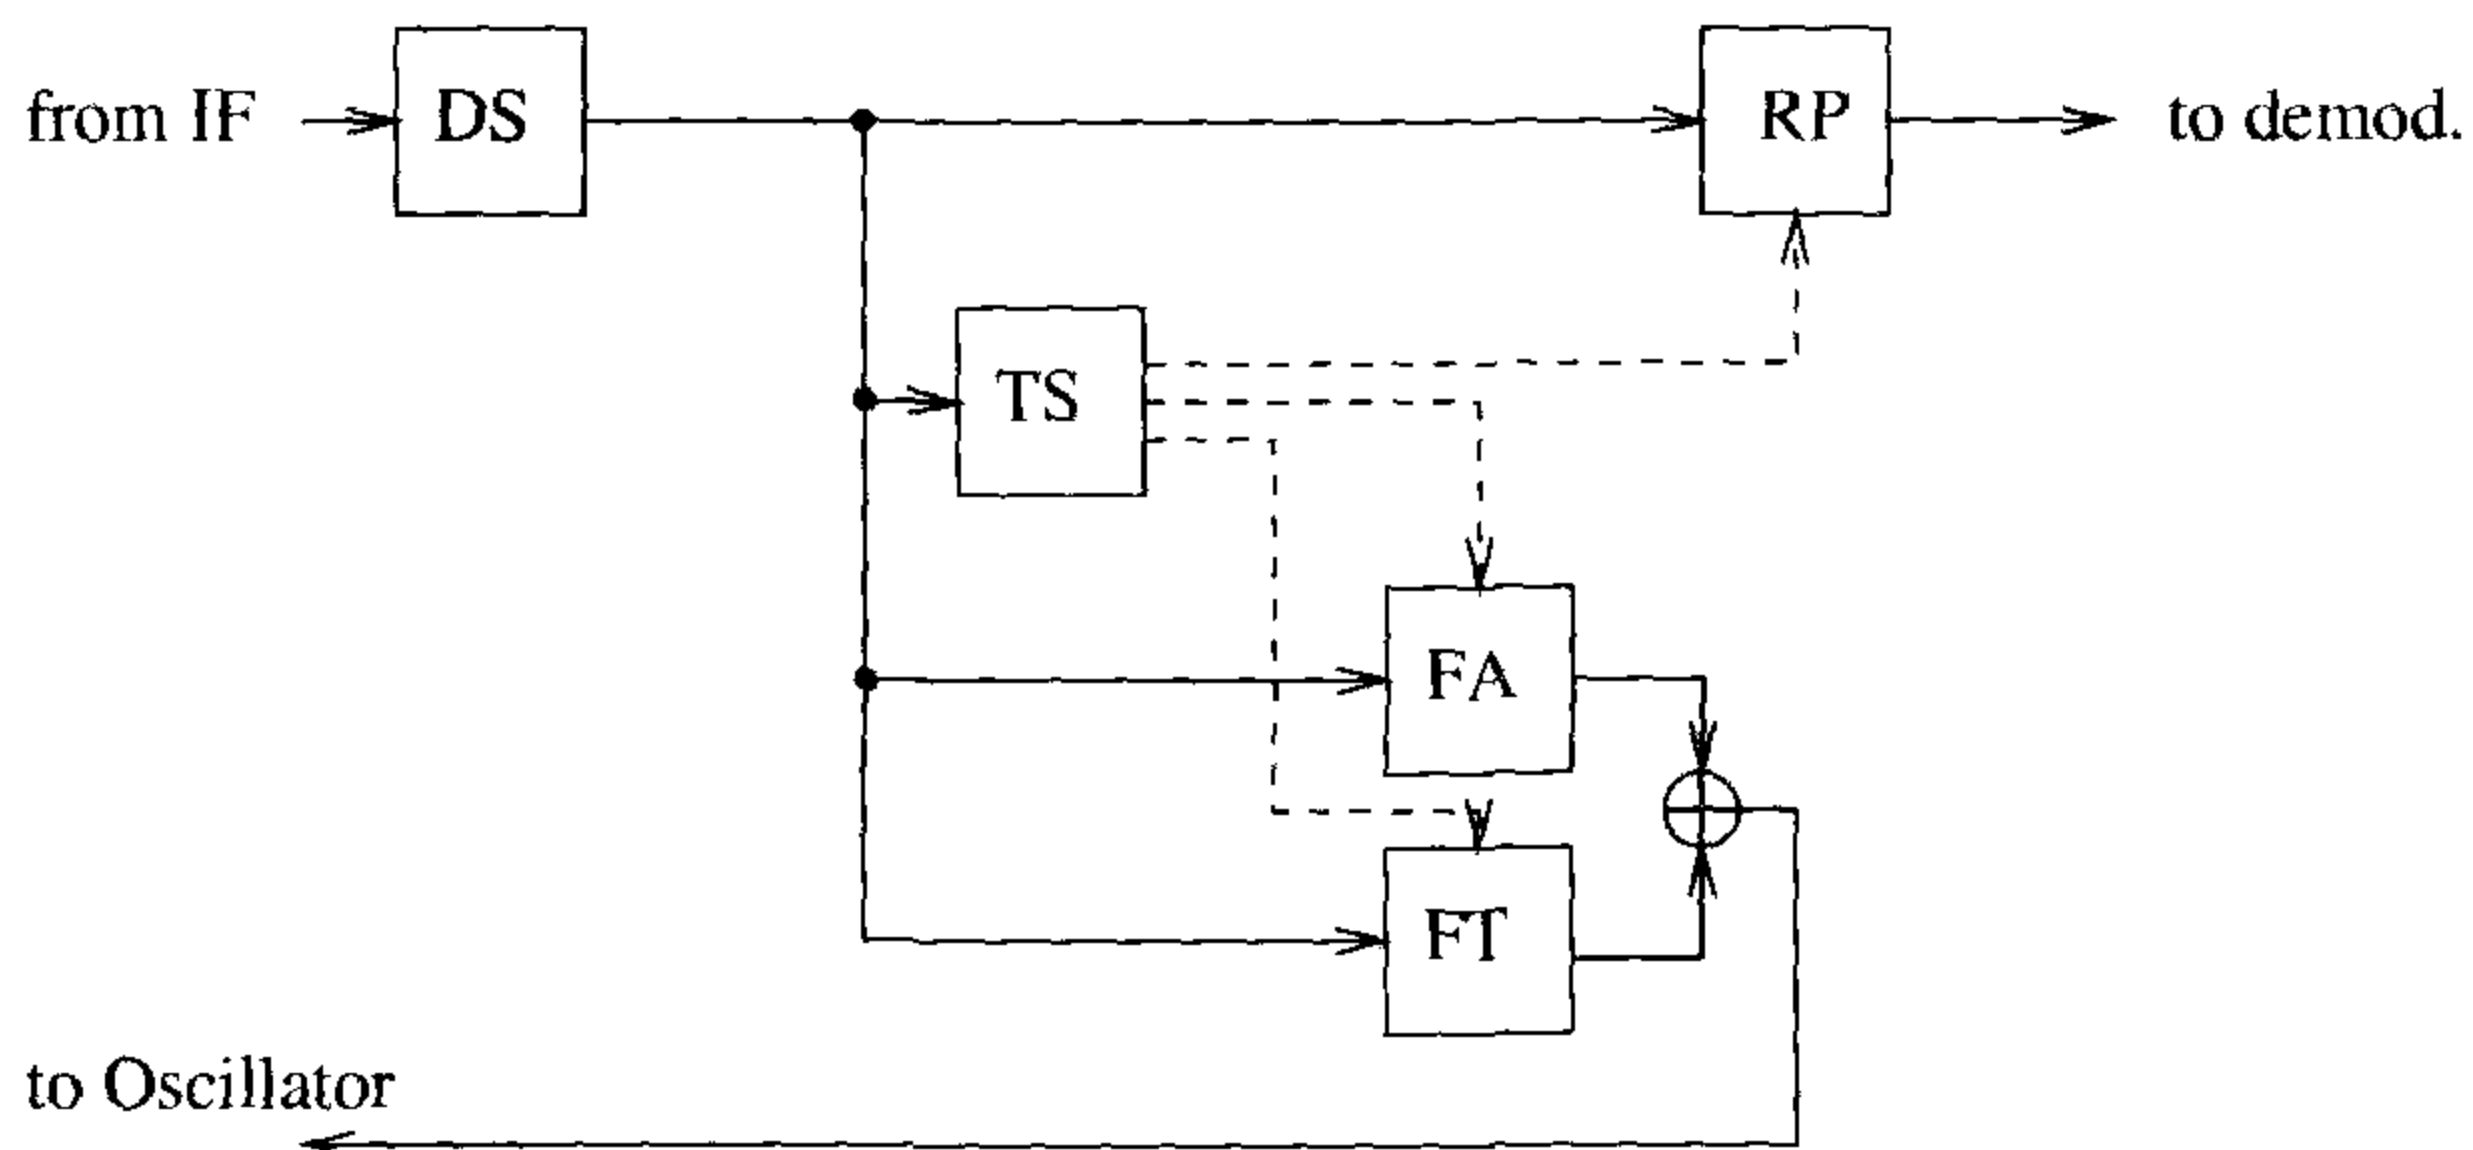 from IF
DS
RP
to demod.
TS
FA
FT
to Oscillator